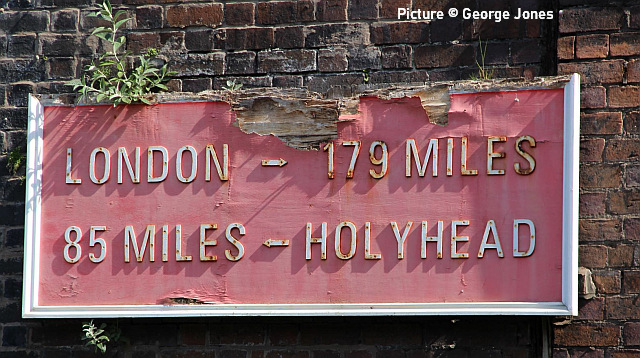 Picture © George Jones
LONDON → 179 MILES
85 MILES ← HOLYHEAD